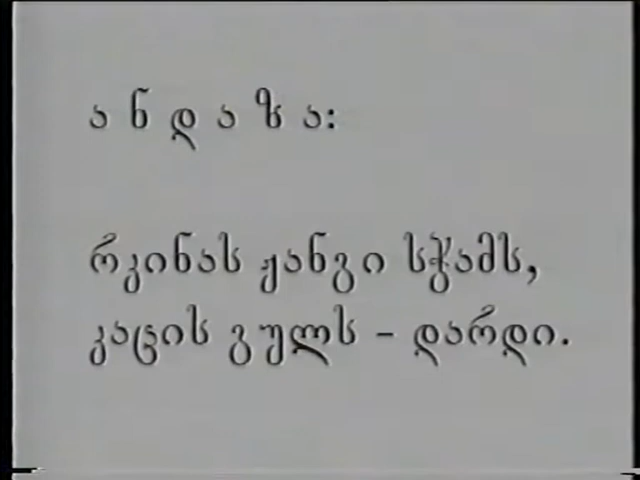 ა ნ დ ა ზ ა:
რკინას ჟანგი სჭამს,
კაცის გულს - დარდი.